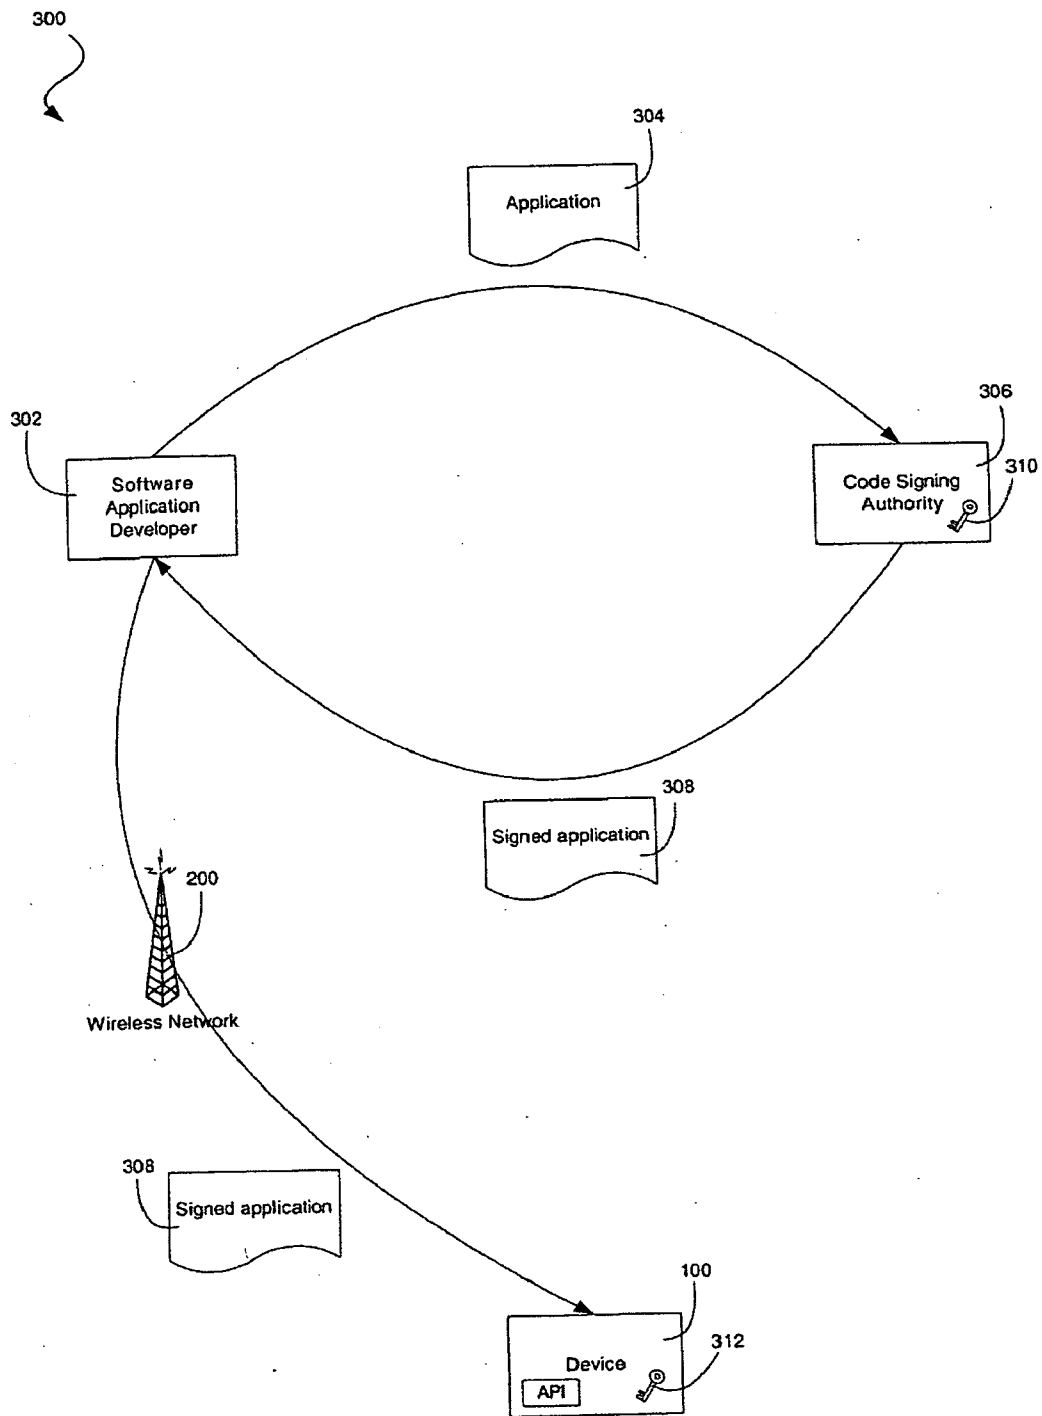 300
304
Application
302
Software
Application
Developer
306
310
Code Signing
Authority
308
Signed application
200
Wireless Network
308
Signed application
100
312
Device
API